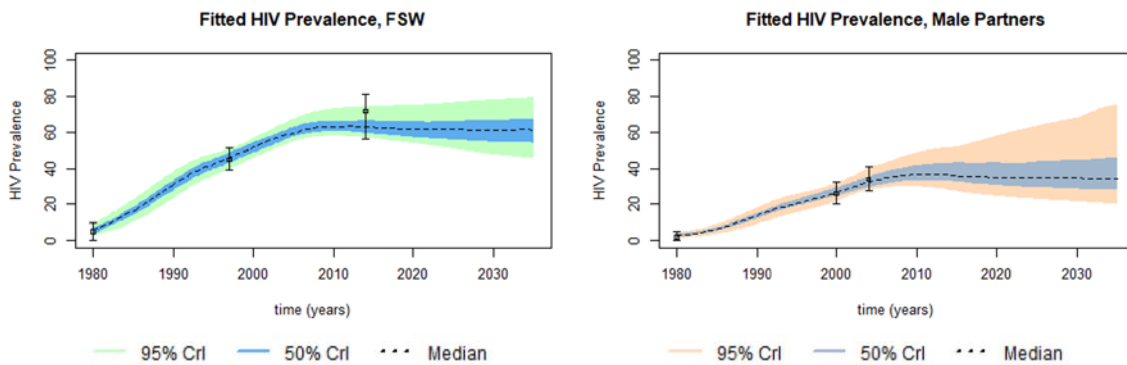 Fitted HIV Prevalence, FSW
HIV Prevalence
100
80
60
40
20
0
1980 1990 2000 2010 2020 2030
time (years)
95% CrI 50% CrI Median
Fitted HIV Prevalence, Male Partners
HIV Prevalence
100
80
60
40
20
0
1980 1990 2000 2010 2020 2030
time (years)
95% CrI 50% CrI Median